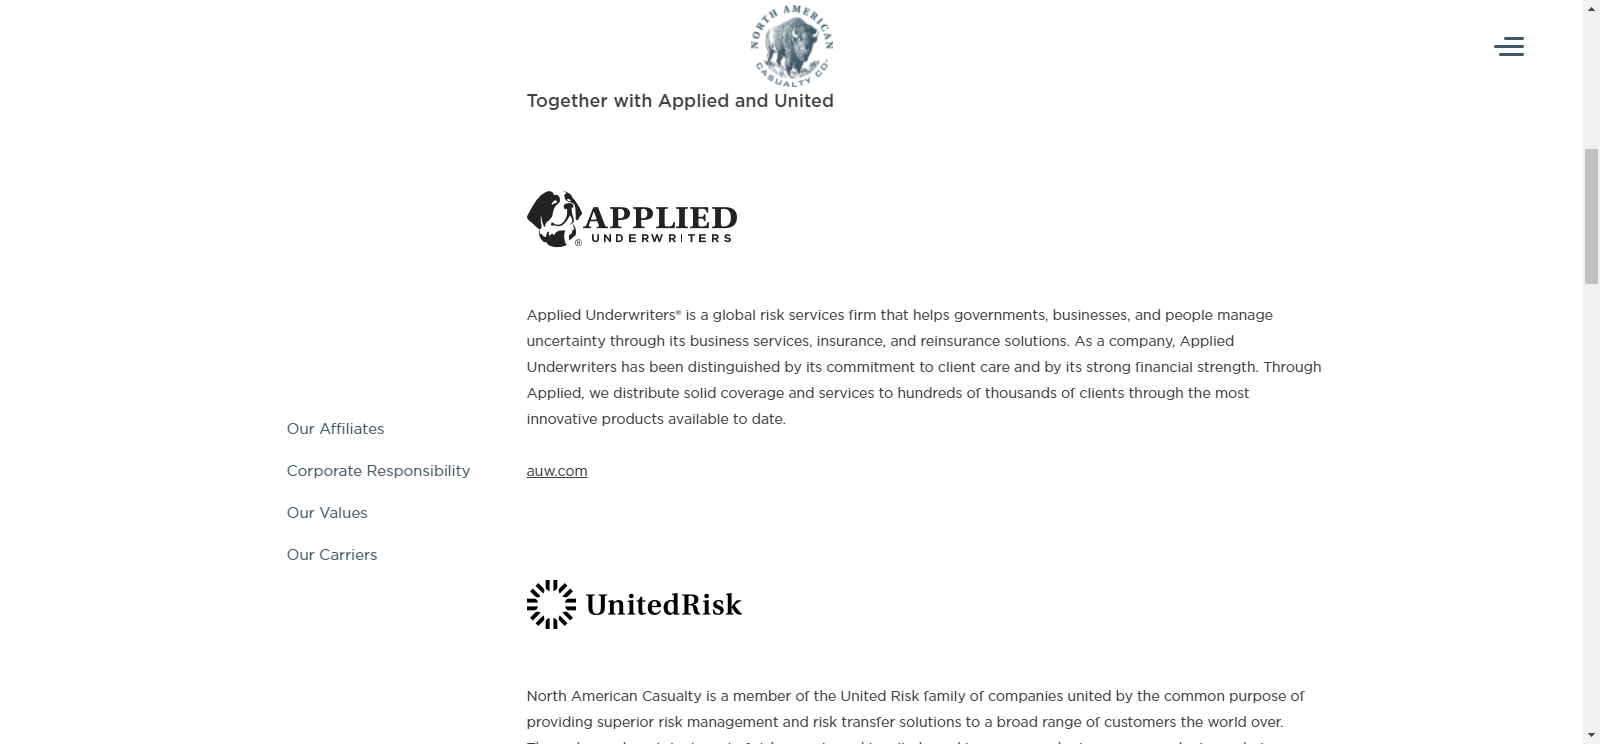 NORTH AMERICAN
CASUALTY CO
Together with Applied and United
APPLIED
UNDERWRITERS
Applied Underwriters® is a global risk services firm that helps governments, businesses, and people manage
uncertainty through its business services, insurance, and reinsurance solutions. As a company, Applied
Underwriters has been distinguished by its commitment to client care and by its strong financial strength. Through
Applied, we distribute solid coverage and services to hundreds of thousands of clients through the most
innovative products available to date.
auw.com
Our Affiliates
Corporate Responsibility
Our Values
Our Carriers
UnitedRisk
North American Casualty is a member of the United Risk family of companies united by the common purpose of
providing superior risk management and risk transfer solutions to a broad range of customers the world over.